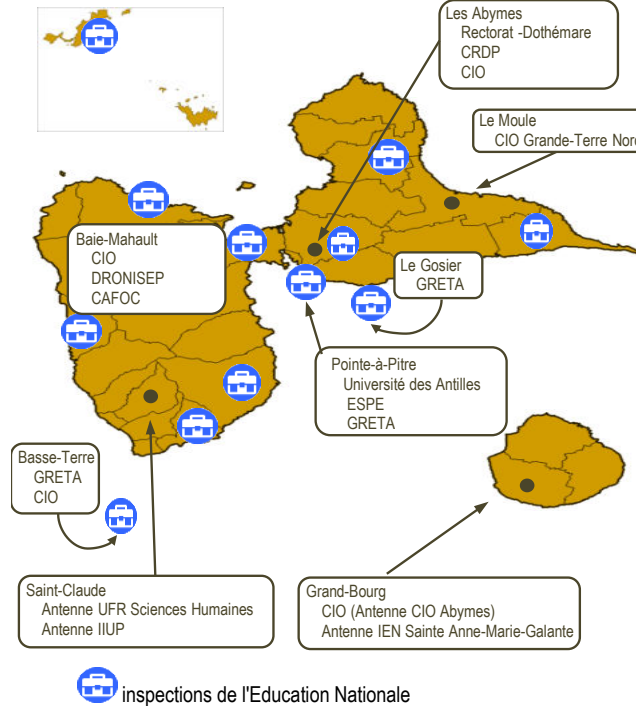 Les Abymes
Rectorat -Dothémare
CRDP
CIO
Le Moule
CIO Grande-Terre Nord
Baie-Mahault
CIO
DRONISEP
CAFOC
Le Gosier
GRETA
Pointe-à-Pitre
Université des Antilles
ESPE
GRETA
Basse-Terre
GRETA
CIO
Saint-Claude
Antenne UFR Sciences Humaines
Antenne IIUP
Grand-Bourg
CIO (Antenne CIO Abymes)
Antenne IEN Sainte Anne-Marie-Galante
inspections de l'Education Nationale